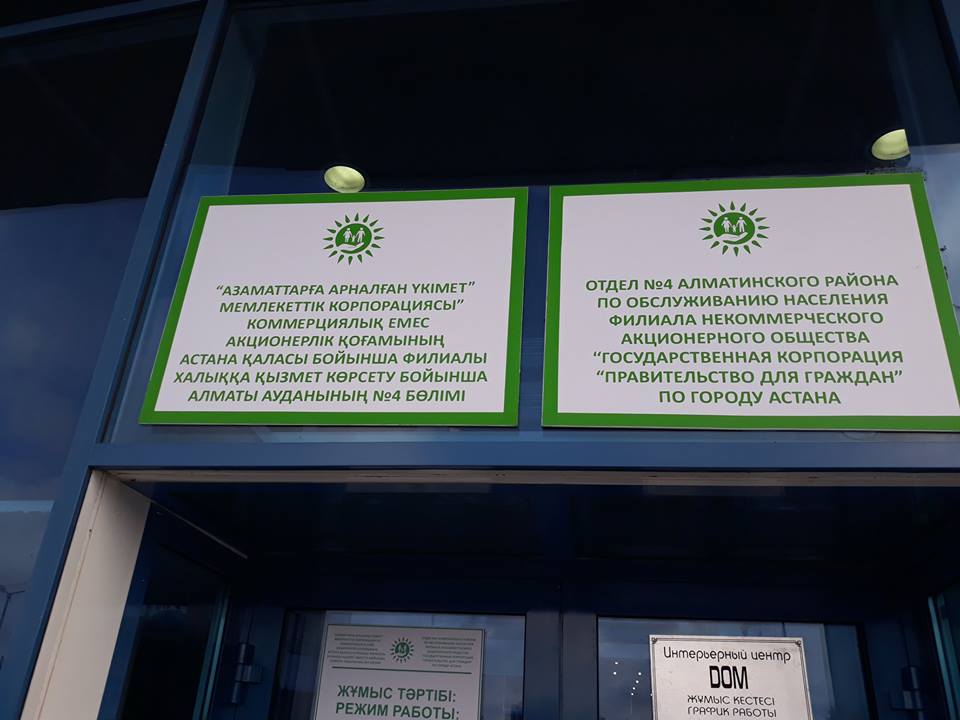 “АЗАМАТТАРҒА АРНАЛҒАН ҮКІМЕТ”
МЕМЛЕКЕТТІК КОРПОРАЦИЯСЫ”
КОММЕРЦИЯЛЫҚ ЕМЕС
АКЦИОНЕРЛІК ҚОҒАМЫНЫҢ
АСТАНА ҚАЛАСЫ БОЙЫНША ФИЛИАЛЫ
ХАЛЫҚҚА ҚЫЗМЕТ КӨРСЕТУ БОЙЫНША
АЛМАТЫ АУДАНЫНЫҢ №4 БӨЛІМІ
ОТДЕЛ №4 АЛМАТИНСКОГО РАЙОНА
ПО ОБСЛУЖИВАНИЮ НАСЕЛЕНИЯ
ФИЛИАЛА НЕКОММЕРЧЕСКОГО
АКЦИОНЕРНОГО ОБЩЕСТВА
“ГОСУДАРСТВЕННАЯ КОРПОРАЦИЯ
“ПРАВИТЕЛЬСТВО ДЛЯ ГРАЖДАН”
ПО ГОРОДУ АСТАНА
ЖҰМЫС ТӘРТІБІ:
РЕЖИМ РАБОТЫ:
Интерьерный центр
DOM
ЖҰМЫС КЕСТЕСІ
ГРАФИК РАБОТЫ